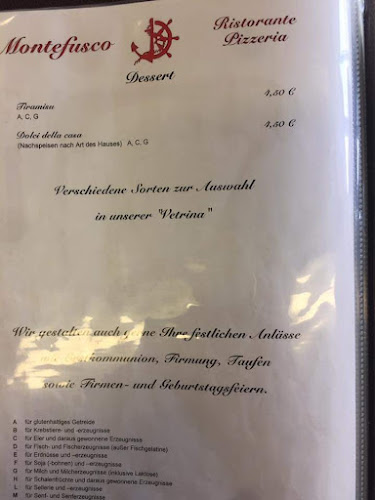 Montefusco
Ristorante
Pizzeria
Dessert
Tiramisu 4,50 €
A, C, G
Dolci della casa 4,50 €
(Nachspeisen nach Art des Hauses) A, C, G
Verschiedene Sorten zur Auswahl
in unserer "Vetrina"
Wir gestalten auch gerne Ihre festlichen Anlässe
wie Erstkommunion, Firmung, Taufen
sowie Firmen- und Geburtstagsfeiern.
A für glutenhaltiges Getreide
B für Krebstiere- und -erzeugnisse
C für Eier und daraus gewonnene Erzeugnisse
D für Fisch- und Fischerzeugnisse (außer Fischgelatine)
E für Erdnüsse und -erzeugnisse
F für Soja (-bohnen) und -erzeugnisse
G für Milch und Milcherzeugnisse (inklusive Laktose)
H für Schalenfrüchte und daraus gewonnene Erzeugnisse
L für Sellerie und -erzeugnisse
M für Senf- und Senferzeugnisse